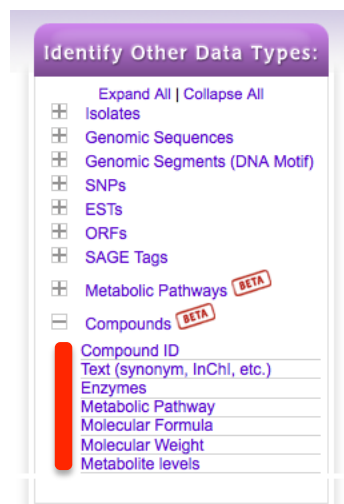 Identify Other Data Types:
Expand All | Collapse All
Isolates
Genomic Sequences
Genomic Segments (DNA Motif)
SNPs
ESTs
ORFs
SAGE Tags
Metabolic Pathways BETA
Compounds BETA
Compound ID
Text (synonym, InChI, etc.)
Enzymes
Metabolic Pathway
Molecular Formula
Molecular Weight
Metabolite levels